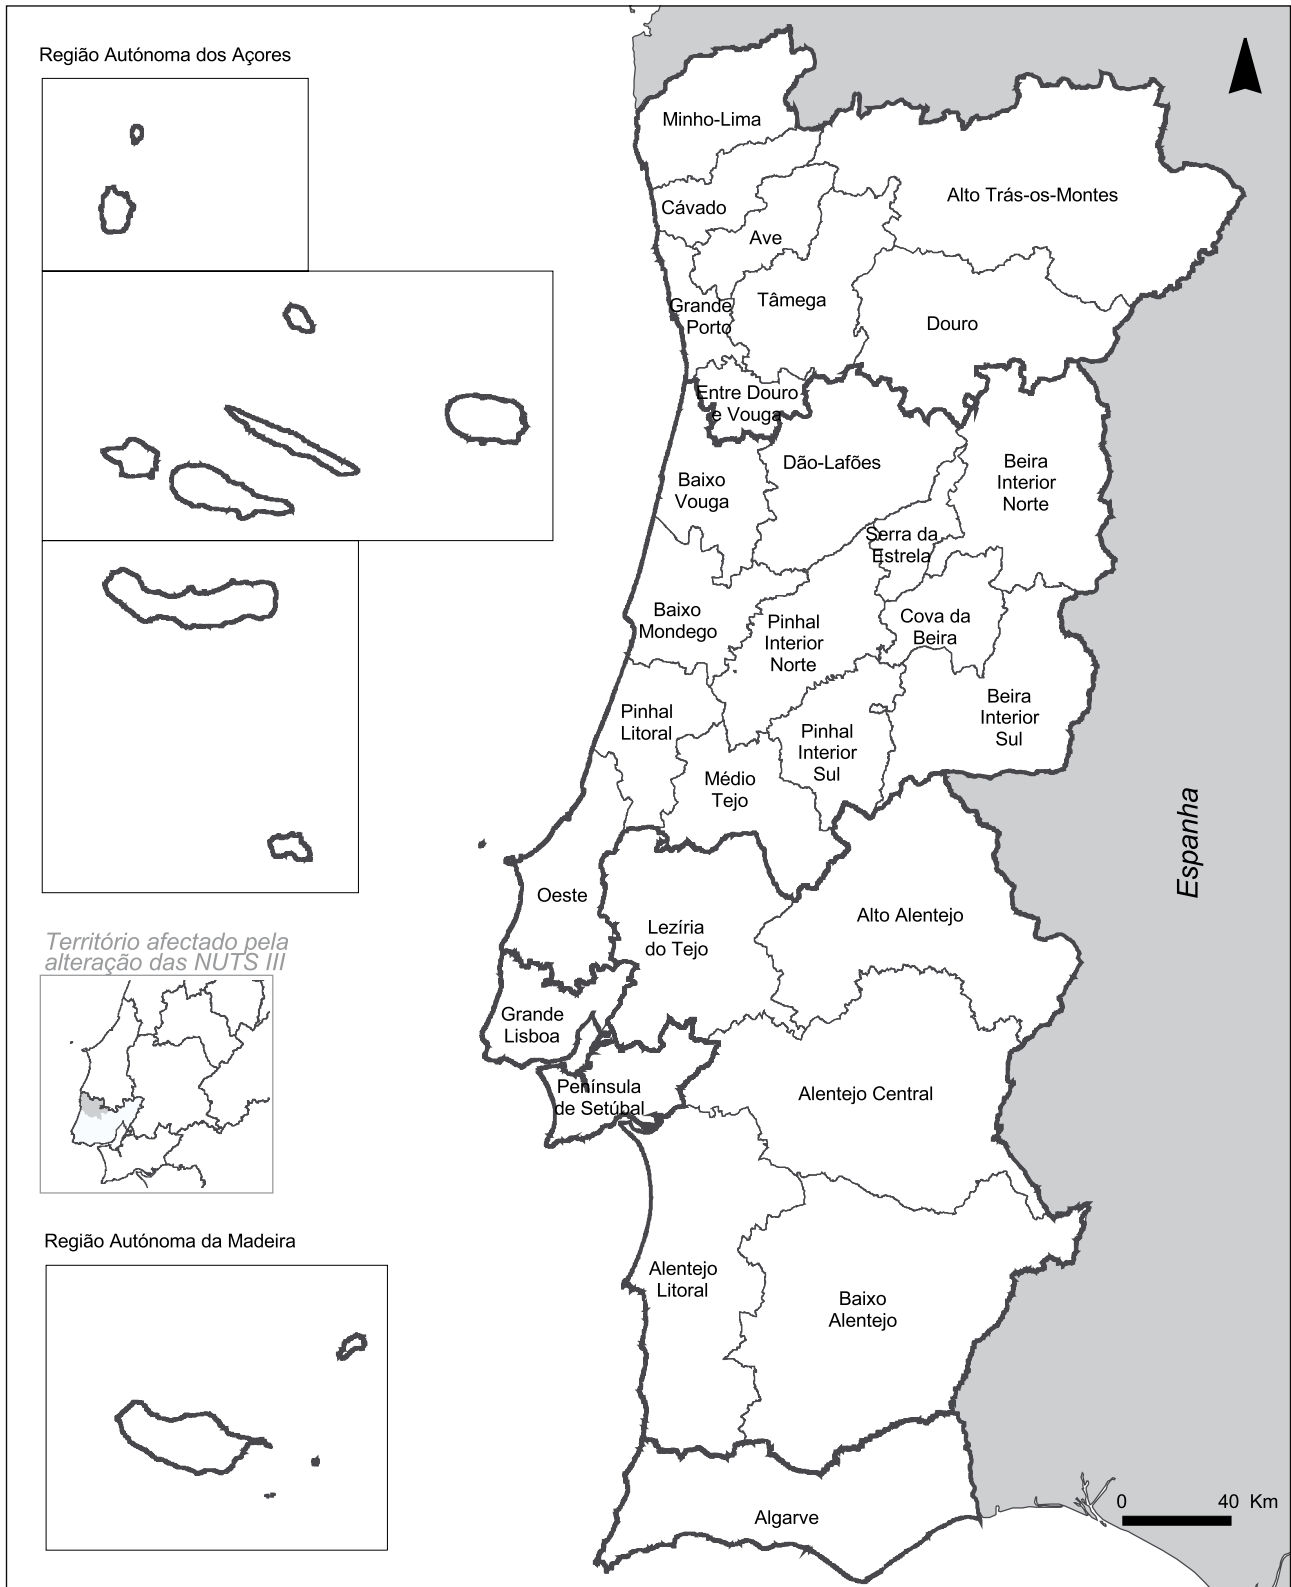 Região Autónoma dos Açores
Minho-Lima
Alto Trás-os-Montes
Cávado
Ave
Tâmega
Grande
Porto
Douro
Entre Douro
e Vouga
Dão-Lafões
Beira
Interior
Norte
Baixo
Vouga
Serra da
Estrela
Baixo
Mondego
Pinhal
Interior
Norte
Cova da
Beira
Pinhal
Litoral
Beira
Interior
Sul
Pinhal
Interior
Sul
Médio
Tejo
Espanha
Oeste
Alto Alentejo
Lezíria
do Tejo
Território afectado pela
alteração das NUTS III
Grande
Lisboa
Península
de Setúbal
Alentejo Central
Região Autónoma da Madeira
Alentejo
Litoral
Baixo
Alentejo
Algarve
0 40 Km